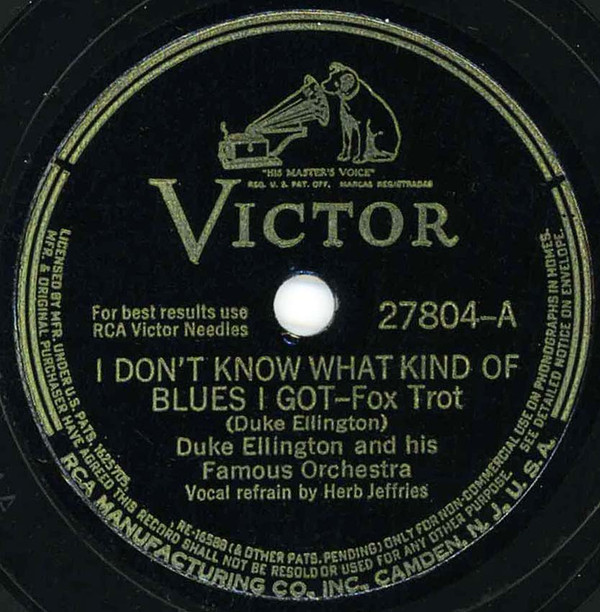 "HIS MASTER'S VOICE"
REG. U. S. PAT. OFF. MARCAS REGISTRADAS
VICTOR
For best results use
RCA Victor Needles
27804-A
I DON'T KNOW WHAT KIND OF
BLUES I GOT-Fox Trot
(Duke Ellington)
Duke Ellington and his
Famous Orchestra
Vocal refrain by Herb Jeffries
LICENSED BY MFR. UNDER U.S. PATS. 1625705, RE-16588 (& OTHER PATS. PENDING) ONLY FOR NON-COMMERCIAL USE ON PHONOGRAPHS IN HOMES.
MFR. & ORIGINAL PURCHASER HAVE AGREED THIS RECORD SHALL NOT BE RESOLD OR USED FOR ANY OTHER PURPOSE. SEE DETAILED NOTICE ON ENVELOPE.
RCA MANUFACTURING CO. INC., CAMDEN, N. J., U. S. A.